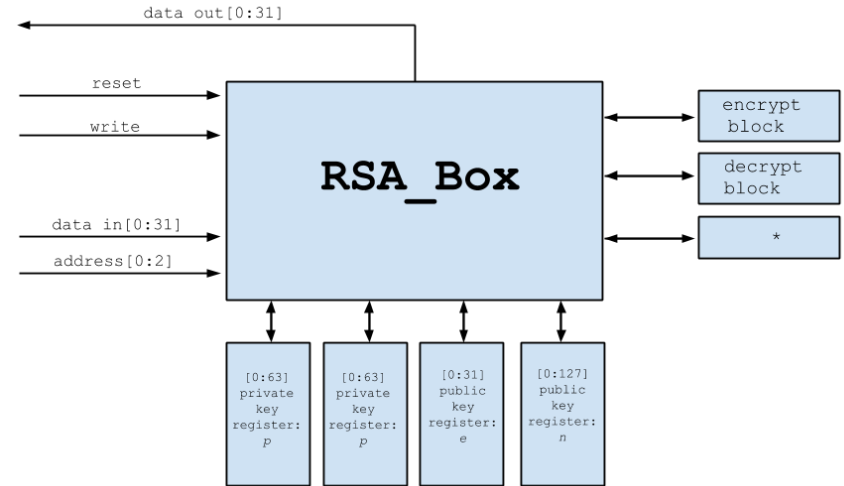 data out[0:31]
reset
write
data in[0:31]
address[0:2]
RSA_Box
encrypt
block
decrypt
block
*
[0:63]
private
key
register:
p
[0:63]
private
key
register:
p
[0:31]
public
key
register:
e
[0:127]
public
key
register:
n